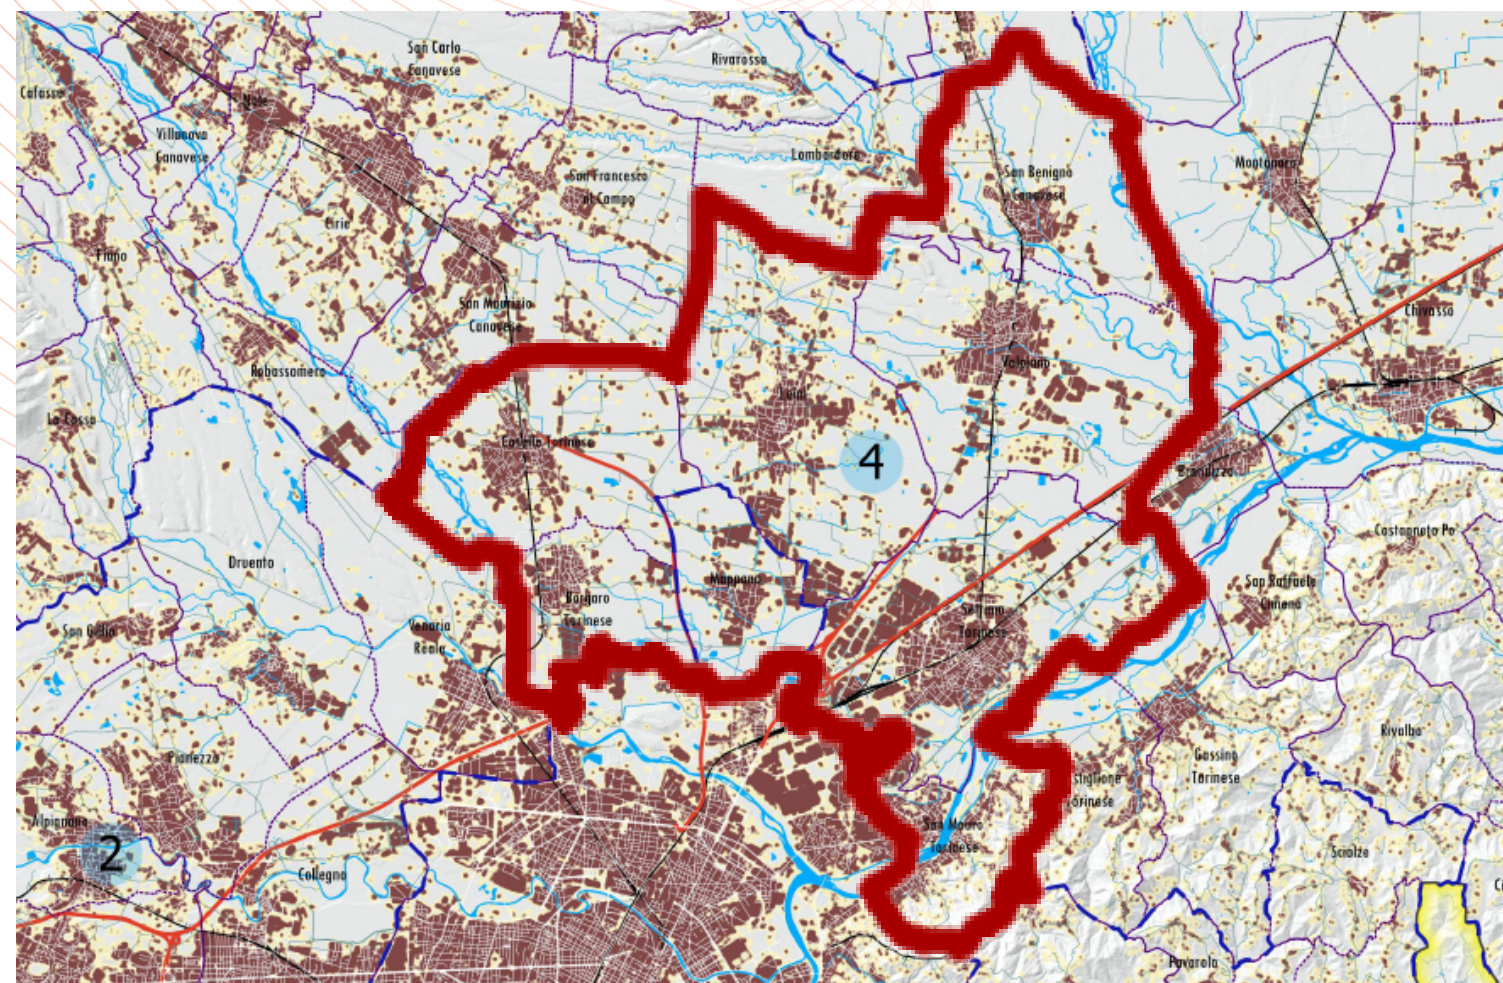 San Carlo
Canavese
Rivarossa
Cafasse
Nole
Villanova
Canavese
Lombardore
San Francesco
al Campo
San Benigno
Canavese
Montanaro
Cirie
Fiano
San Maurizio
Canavese
Chivasso
Robassomero
Volpiano
La Cassa
Leini
Caselle Torinese
4
Brandizzo
Castagneto Po
Druento
Mappano
San Raffaele
Cimena
Borgaro
Torinese
Settimo
Torinese
San Gillio
Venaria
Reale
Rivalba
Pianezza
Gassino
Torinese
stiglione
Torinese
Alpignano
San Mauro
Torinese
2
Sciolze
Collegno
Ci
Pavarolo